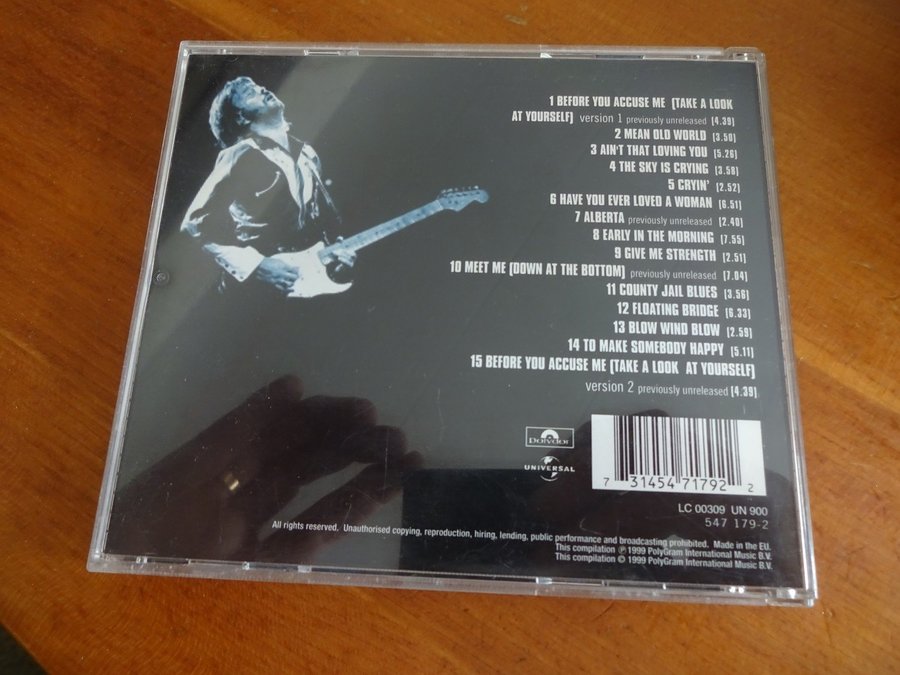 1 BEFORE YOU ACCUSE ME (TAKE A LOOK
AT YOURSELF) version 1 previously unreleased [4.39]
2 MEAN OLD WORLD [3.50]
3 AIN'T THAT LOVING YOU [5.26]
4 THE SKY IS CRYING [3.58]
5 CRYIN' [2.52]
6 HAVE YOU EVER LOVED A WOMAN [6.51]
7 ALBERTA previously unreleased [2.40]
8 EARLY IN THE MORNING [7.55]
9 GIVE ME STRENGTH [2.51]
10 MEET ME (DOWN AT THE BOTTOM) previously unreleased [7.04]
11 COUNTY JAIL BLUES [3.56]
12 FLOATING BRIDGE [6.33]
13 BLOW WIND BLOW [2.59]
14 TO MAKE SOMEBODY HAPPY [5.11]
15 BEFORE YOU ACCUSE ME (TAKE A LOOK AT YOURSELF)
version 2 previously unreleased [4.39]
Polydor
UNIVERSAL
7 31454 71792 2
LC 00309 UN 900
547 179-2
All rights reserved. Unauthorised copying, reproduction, hiring, lending, public performance and broadcasting prohibited. Made in the EU.
This compilation ℗ 1999 PolyGram International Music B.V.
This compilation © 1999 PolyGram International Music B.V.